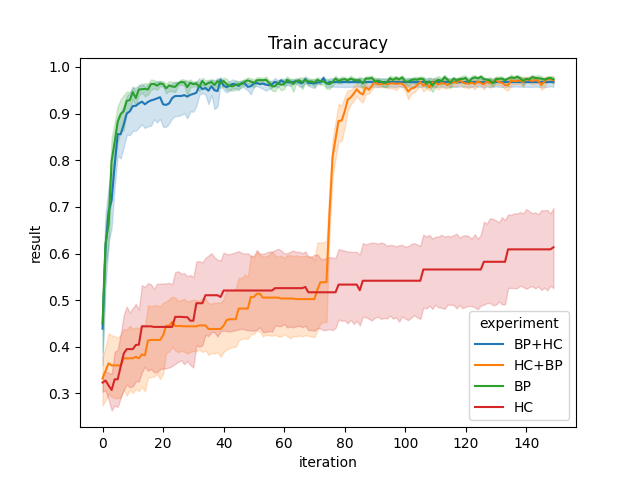 Train accuracy
1.0
0.9
0.8
0.7
0.6
0.5
0.4
0.3
result
0 20 40 60 80 100 120 140
iteration
experiment
BP+HC
HC+BP
BP
HC